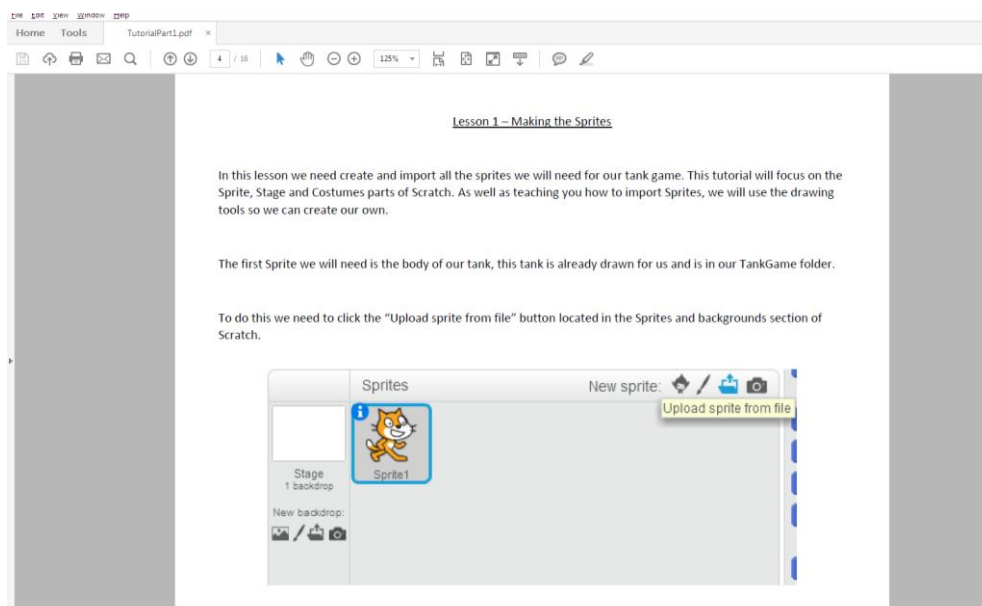 File Edit View Window Help
Home Tools TutorialPart1.pdf ×
4 / 16 125%
Lesson 1 – Making the Sprites
In this lesson we need create and import all the sprites we will need for our tank game. This tutorial will focus on the
Sprite, Stage and Costumes parts of Scratch. As well as teaching you how to import Sprites, we will use the drawing
tools so we can create our own.
The first Sprite we will need is the body of our tank, this tank is already drawn for us and is in our TankGame folder.
To do this we need to click the “Upload sprite from file” button located in the Sprites and backgrounds section of
Scratch.
Sprites New sprite:
Upload sprite from file
Stage
1 backdrop
Sprite1
New backdrop: